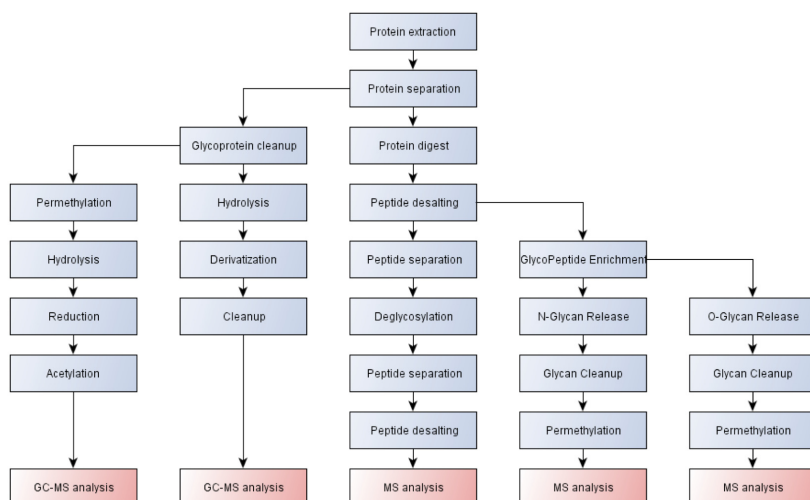 Protein extraction
Protein separation
Glycoprotein cleanup
Protein digest
Permethylation
Hydrolysis
Peptide desalting
Hydrolysis
Derivatization
Peptide separation
GlycoPeptide Enrichment
Reduction
Cleanup
Deglycosylation
N-Glycan Release
O-Glycan Release
Acetylation
Peptide separation
Glycan Cleanup
Glycan Cleanup
Peptide desalting
Permethylation
Permethylation
GC-MS analysis
GC-MS analysis
MS analysis
MS analysis
MS analysis